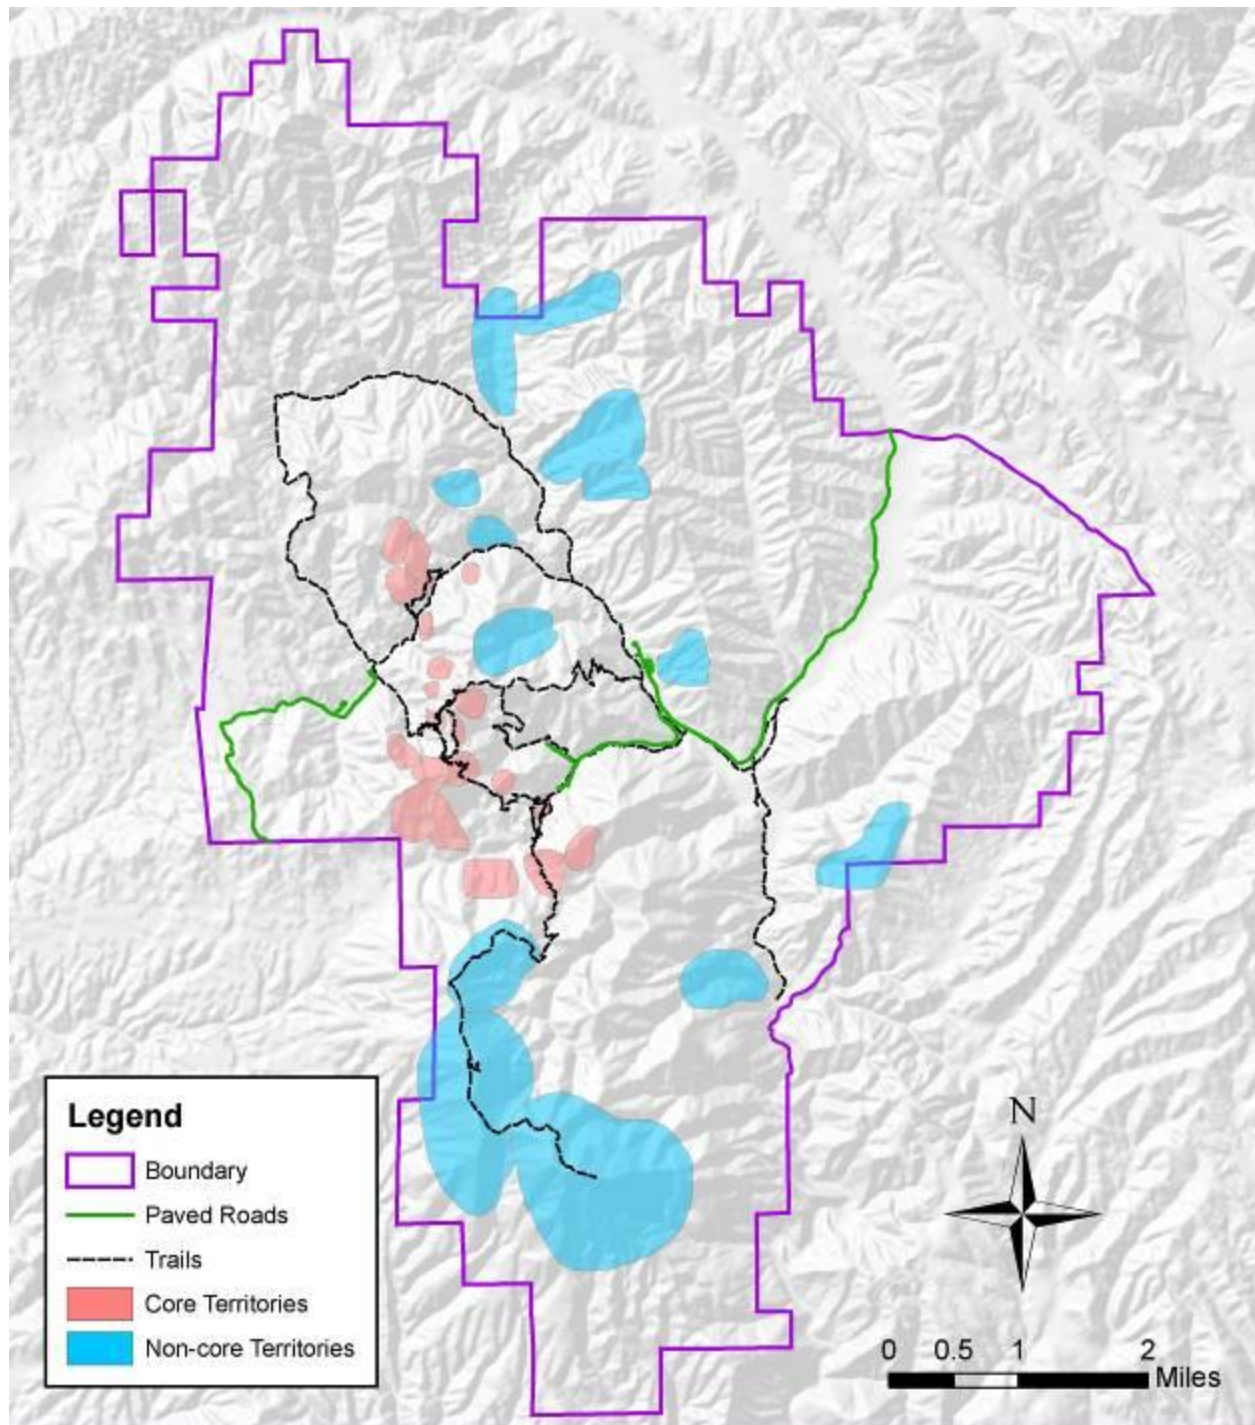 N
Legend
Boundary
Paved Roads
Trails
Core Territories
Non-core Territories
0 0.5 1 2
Miles